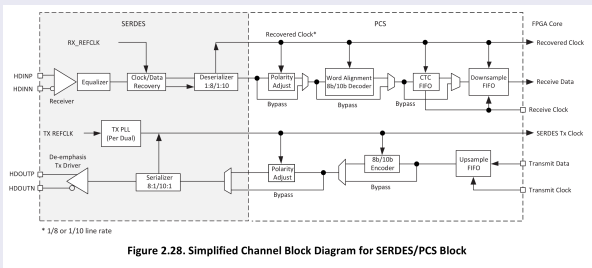 SERDES
PCS
FPGA Core
RX_REFCLK
Recovered Clock*
Recovered Clock
HDINP
HDINN
Receiver
Equalizer
Clock/Data
Recovery
Deserializer
1:8/1:10
Polarity
Adjust
Bypass
Word Alignment
8b/10b Decoder
Bypass
CTC
FIFO
Bypass
Downsample
FIFO
Receive Data
Receive Clock
TX REFCLK
TX PLL
(Per Dual)
SERDES Tx Clock
De-emphasis
Tx Driver
HDOUTP
HDOUTN
Serializer
8:1/10:1
Polarity
Adjust
Bypass
8b/10b
Encoder
Bypass
Upsample
FIFO
Transmit Data
Transmit Clock
* 1/8 or 1/10 line rate
Figure 2.28. Simplified Channel Block Diagram for SERDES/PCS Block